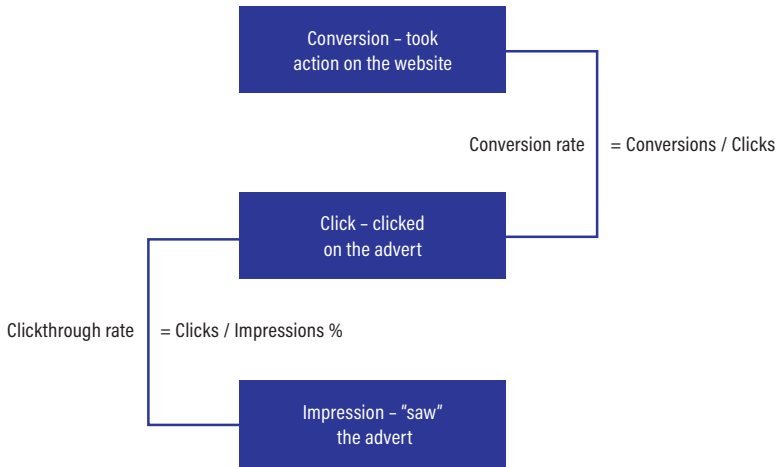 Conversion – took
action on the website
Conversion rate = Conversions / Clicks
Click – clicked
on the advert
Clickthrough rate = Clicks / Impressions %
Impression – "saw"
the advert